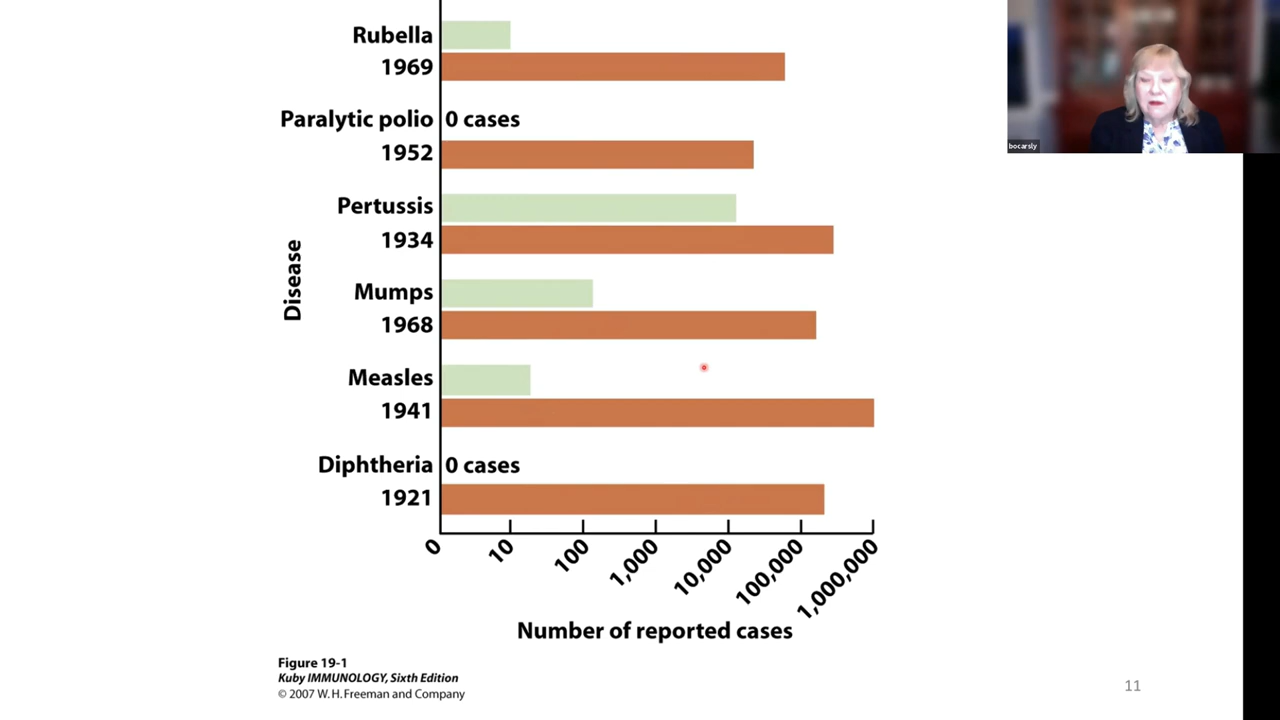 Rubella
1969
Paralytic polio 0 cases
1952
Pertussis
1934
Mumps
1968
Measles
1941
Diphtheria 0 cases
1921
Disease
0 10 100 1,000 10,000 100,000 1,000,000
Number of reported cases
Figure 19-1
Kuby IMMUNOLOGY, Sixth Edition
© 2007 W.H.Freeman and Company
11
bocarsly